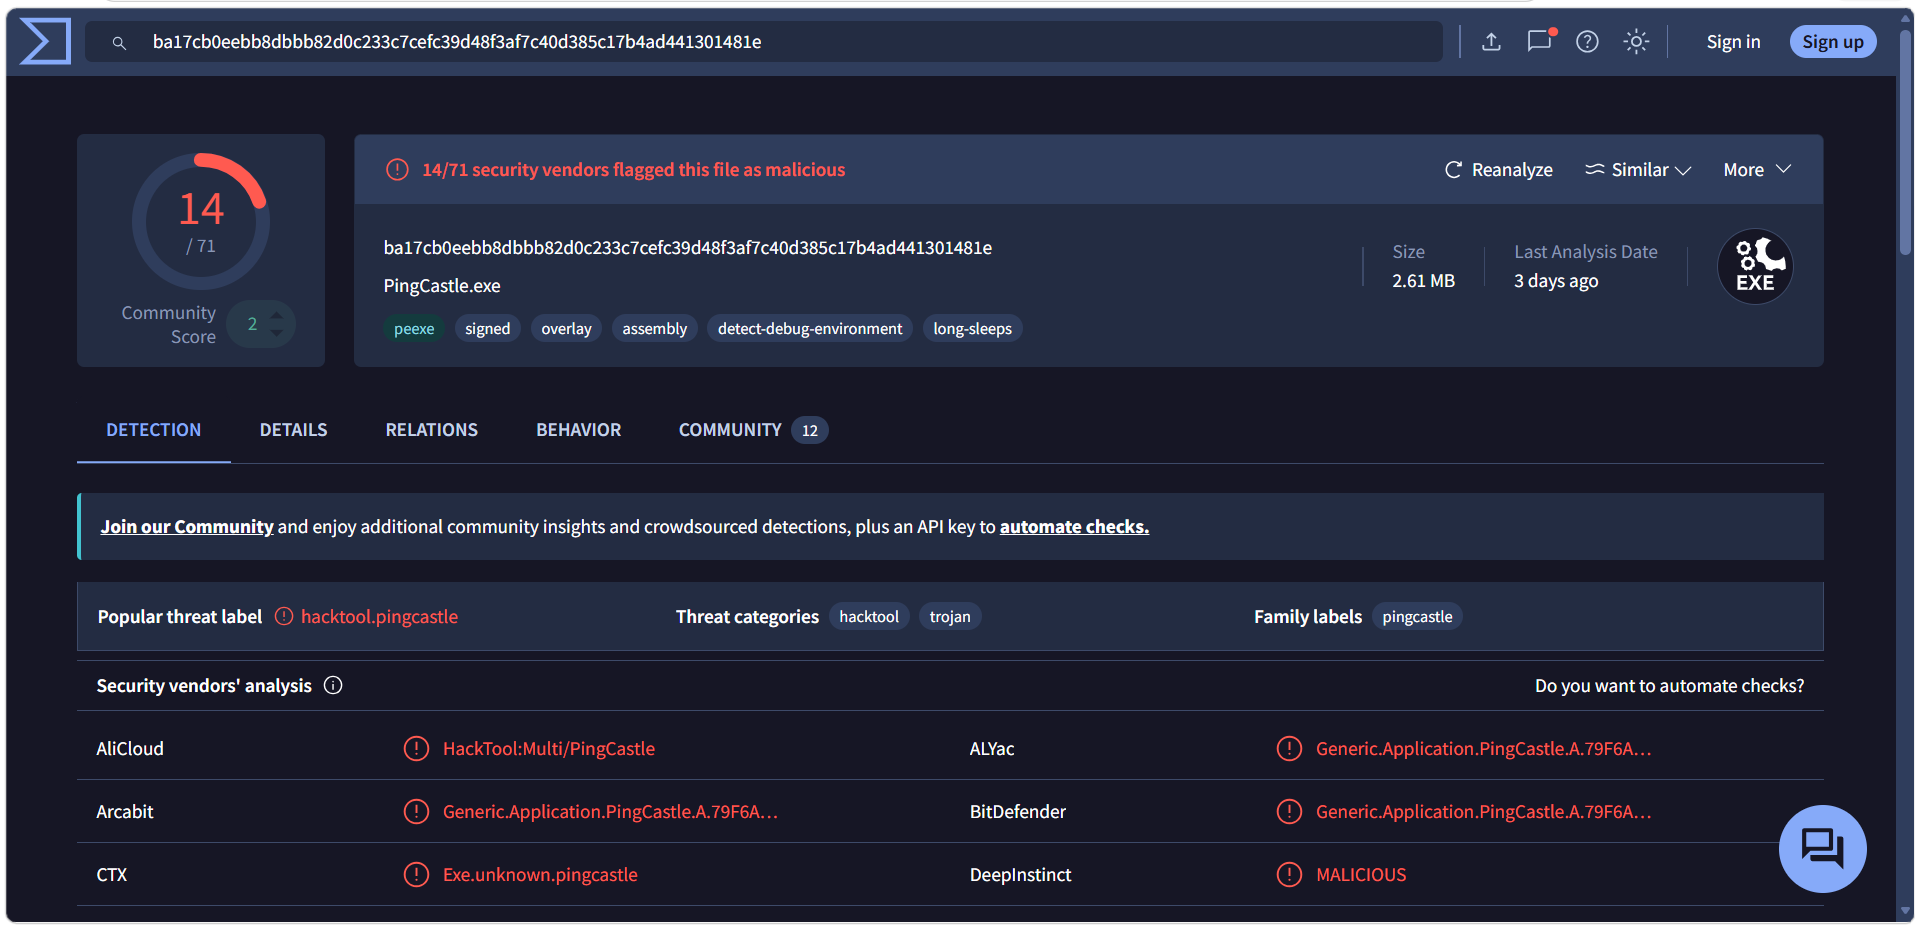 ba17cb0eebb8dbbb82d0c233c7cefc39d48f3af7c40d385c17b4ad441301481e
Sign in
Sign up
14
/ 71
Community Score
2
14/71 security vendors flagged this file as malicious
Reanalyze
Similar
More
ba17cb0eebb8dbbb82d0c233c7cefc39d48f3af7c40d385c17b4ad441301481e
PingCastle.exe
peexe signed overlay assembly detect-debug-environment long-sleeps
Size
2.61 MB
Last Analysis Date
3 days ago
EXE
DETECTION DETAILS RELATIONS BEHAVIOR COMMUNITY 12
Join our Community and enjoy additional community insights and crowdsourced detections, plus an API key to automate checks.
Popular threat label hacktool.pingcastle
Threat categories hacktool trojan
Family labels pingcastle
Security vendors' analysis
Do you want to automate checks?
AliCloud HackTool:Multi/PingCastle
ALYac Generic.Application.PingCastle.A.79F6A…
Arcabit Generic.Application.PingCastle.A.79F6A…
BitDefender Generic.Application.PingCastle.A.79F6A…
CTX Exe.unknown.pingcastle
DeepInstinct MALICIOUS